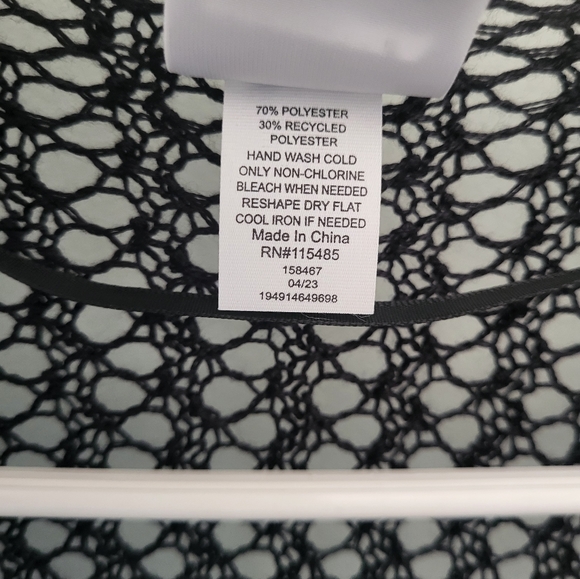 70% POLYESTER
30% RECYCLED
POLYESTER
HAND WASH COLD
ONLY NON-CHLORINE
BLEACH WHEN NEEDED
RESHAPE DRY FLAT
COOL IRON IF NEEDED
Made In China
RN#115485
158467
04/23
194914649698